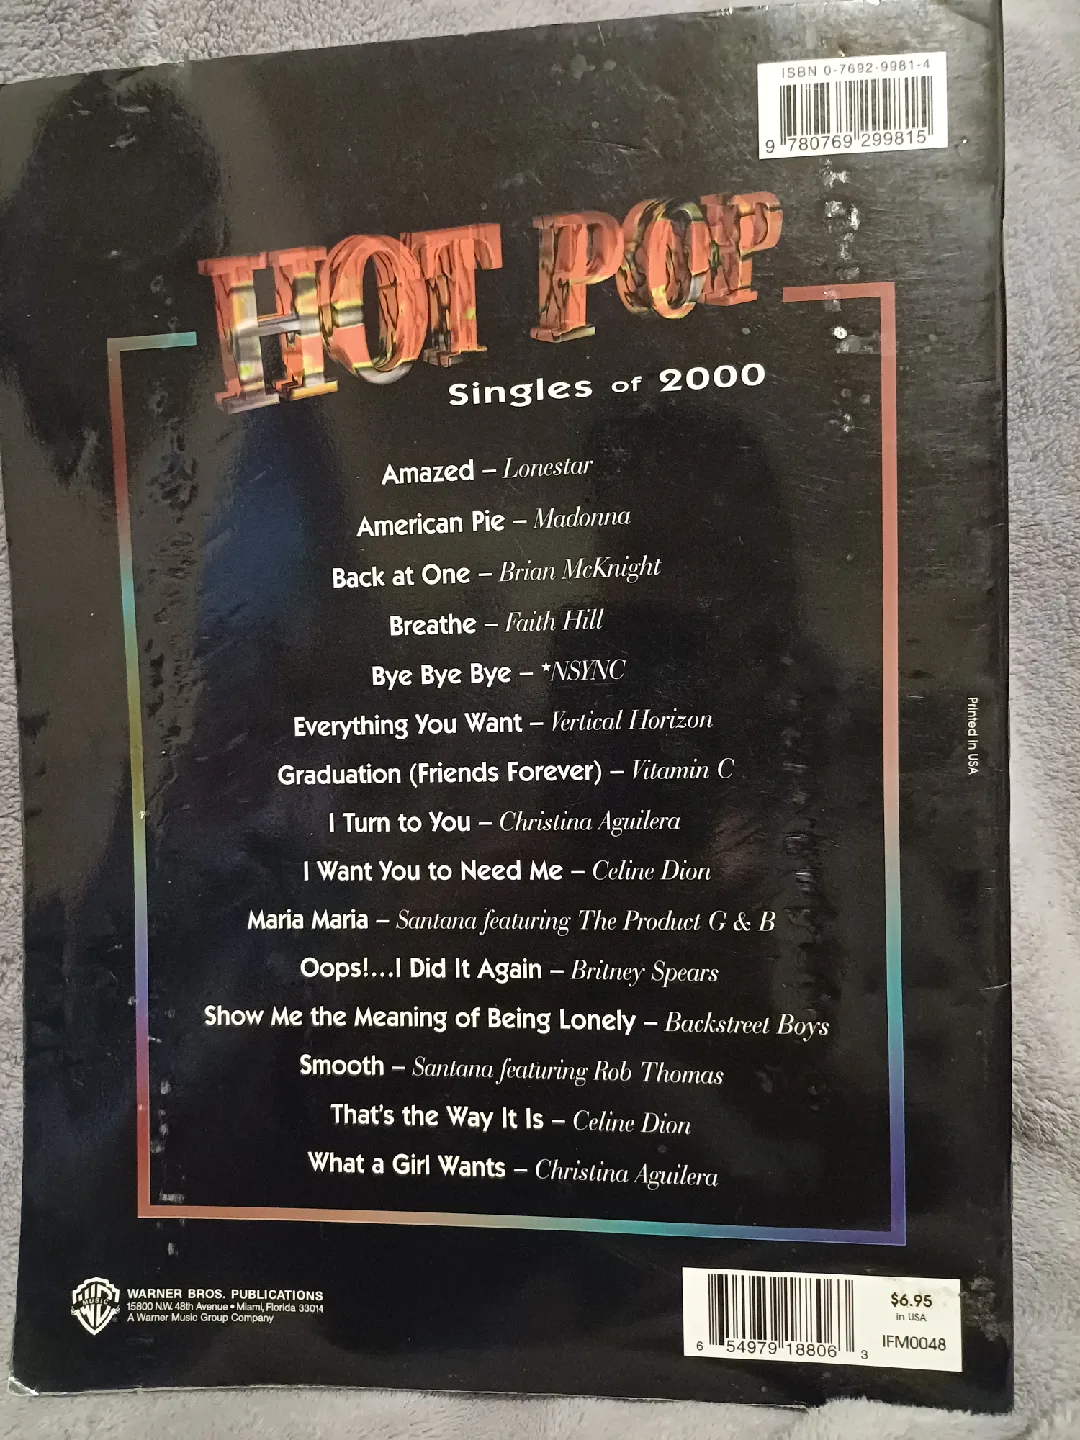 ISBN 0-7692-9981-4
9 780769 299815
HOT POP
Singles of 2000
Amazed – Lonestar
American Pie – Madonna
Back at One – Brian McKnight
Breathe – Faith Hill
Bye Bye Bye – *NSYNC
Everything You Want – Vertical Horizon
Graduation (Friends Forever) – Vitamin C
I Turn to You – Christina Aguilera
I Want You to Need Me – Celine Dion
Maria Maria – Santana featuring The Product G & B
Oops!...I Did It Again – Britney Spears
Show Me the Meaning of Being Lonely – Backstreet Boys
Smooth – Santana featuring Rob Thomas
That's the Way It Is – Celine Dion
What a Girl Wants – Christina Aguilera
Printed in USA
MUSIC
WARNER BROS. PUBLICATIONS
15800 N.W. 48th Avenue • Miami, Florida 33014
A Warner Music Group Company
$6.95
in USA
IFM0048
6 54979 18806 3